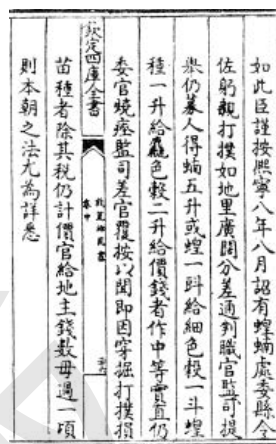 如此臣謹按熙寧八年八月詔有蝗蝻處委縣令
佐躬親打撲如地里廣闊分差通判職官監司提
舉仍募人得蝻五升或蝗一㪷給細色穀一斗蝗
種一升給麤色穀二升給價錢者作中等實直仍
委官燒瘞監司差官覆按以聞即因穿掘打撲損
欽定四庫全書
救荒活民書
卷中
苗種者除其稅仍計價官給地主錢數毋過一頃
則本朝之法尤為詳悉